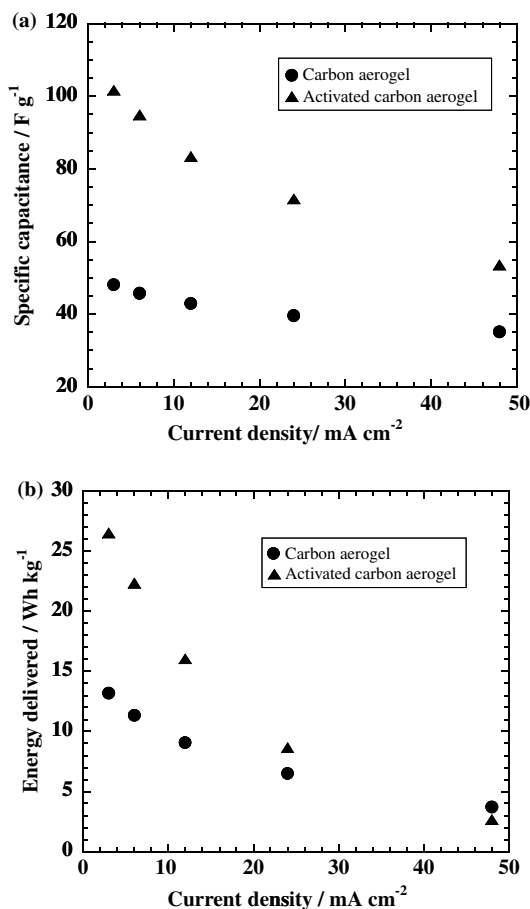 (a)
120
100
80
60
40
20
Specific capacitance / F g⁻¹
Carbon aerogel
Activated carbon aerogel
0 10 20 30 40 50
Current density/ mA cm⁻²
(b)
30
25
20
15
10
5
0
Energy delivered / Wh kg⁻¹
Carbon aerogel
Activated carbon aerogel
0 10 20 30 40 50
Current density / mA cm⁻²